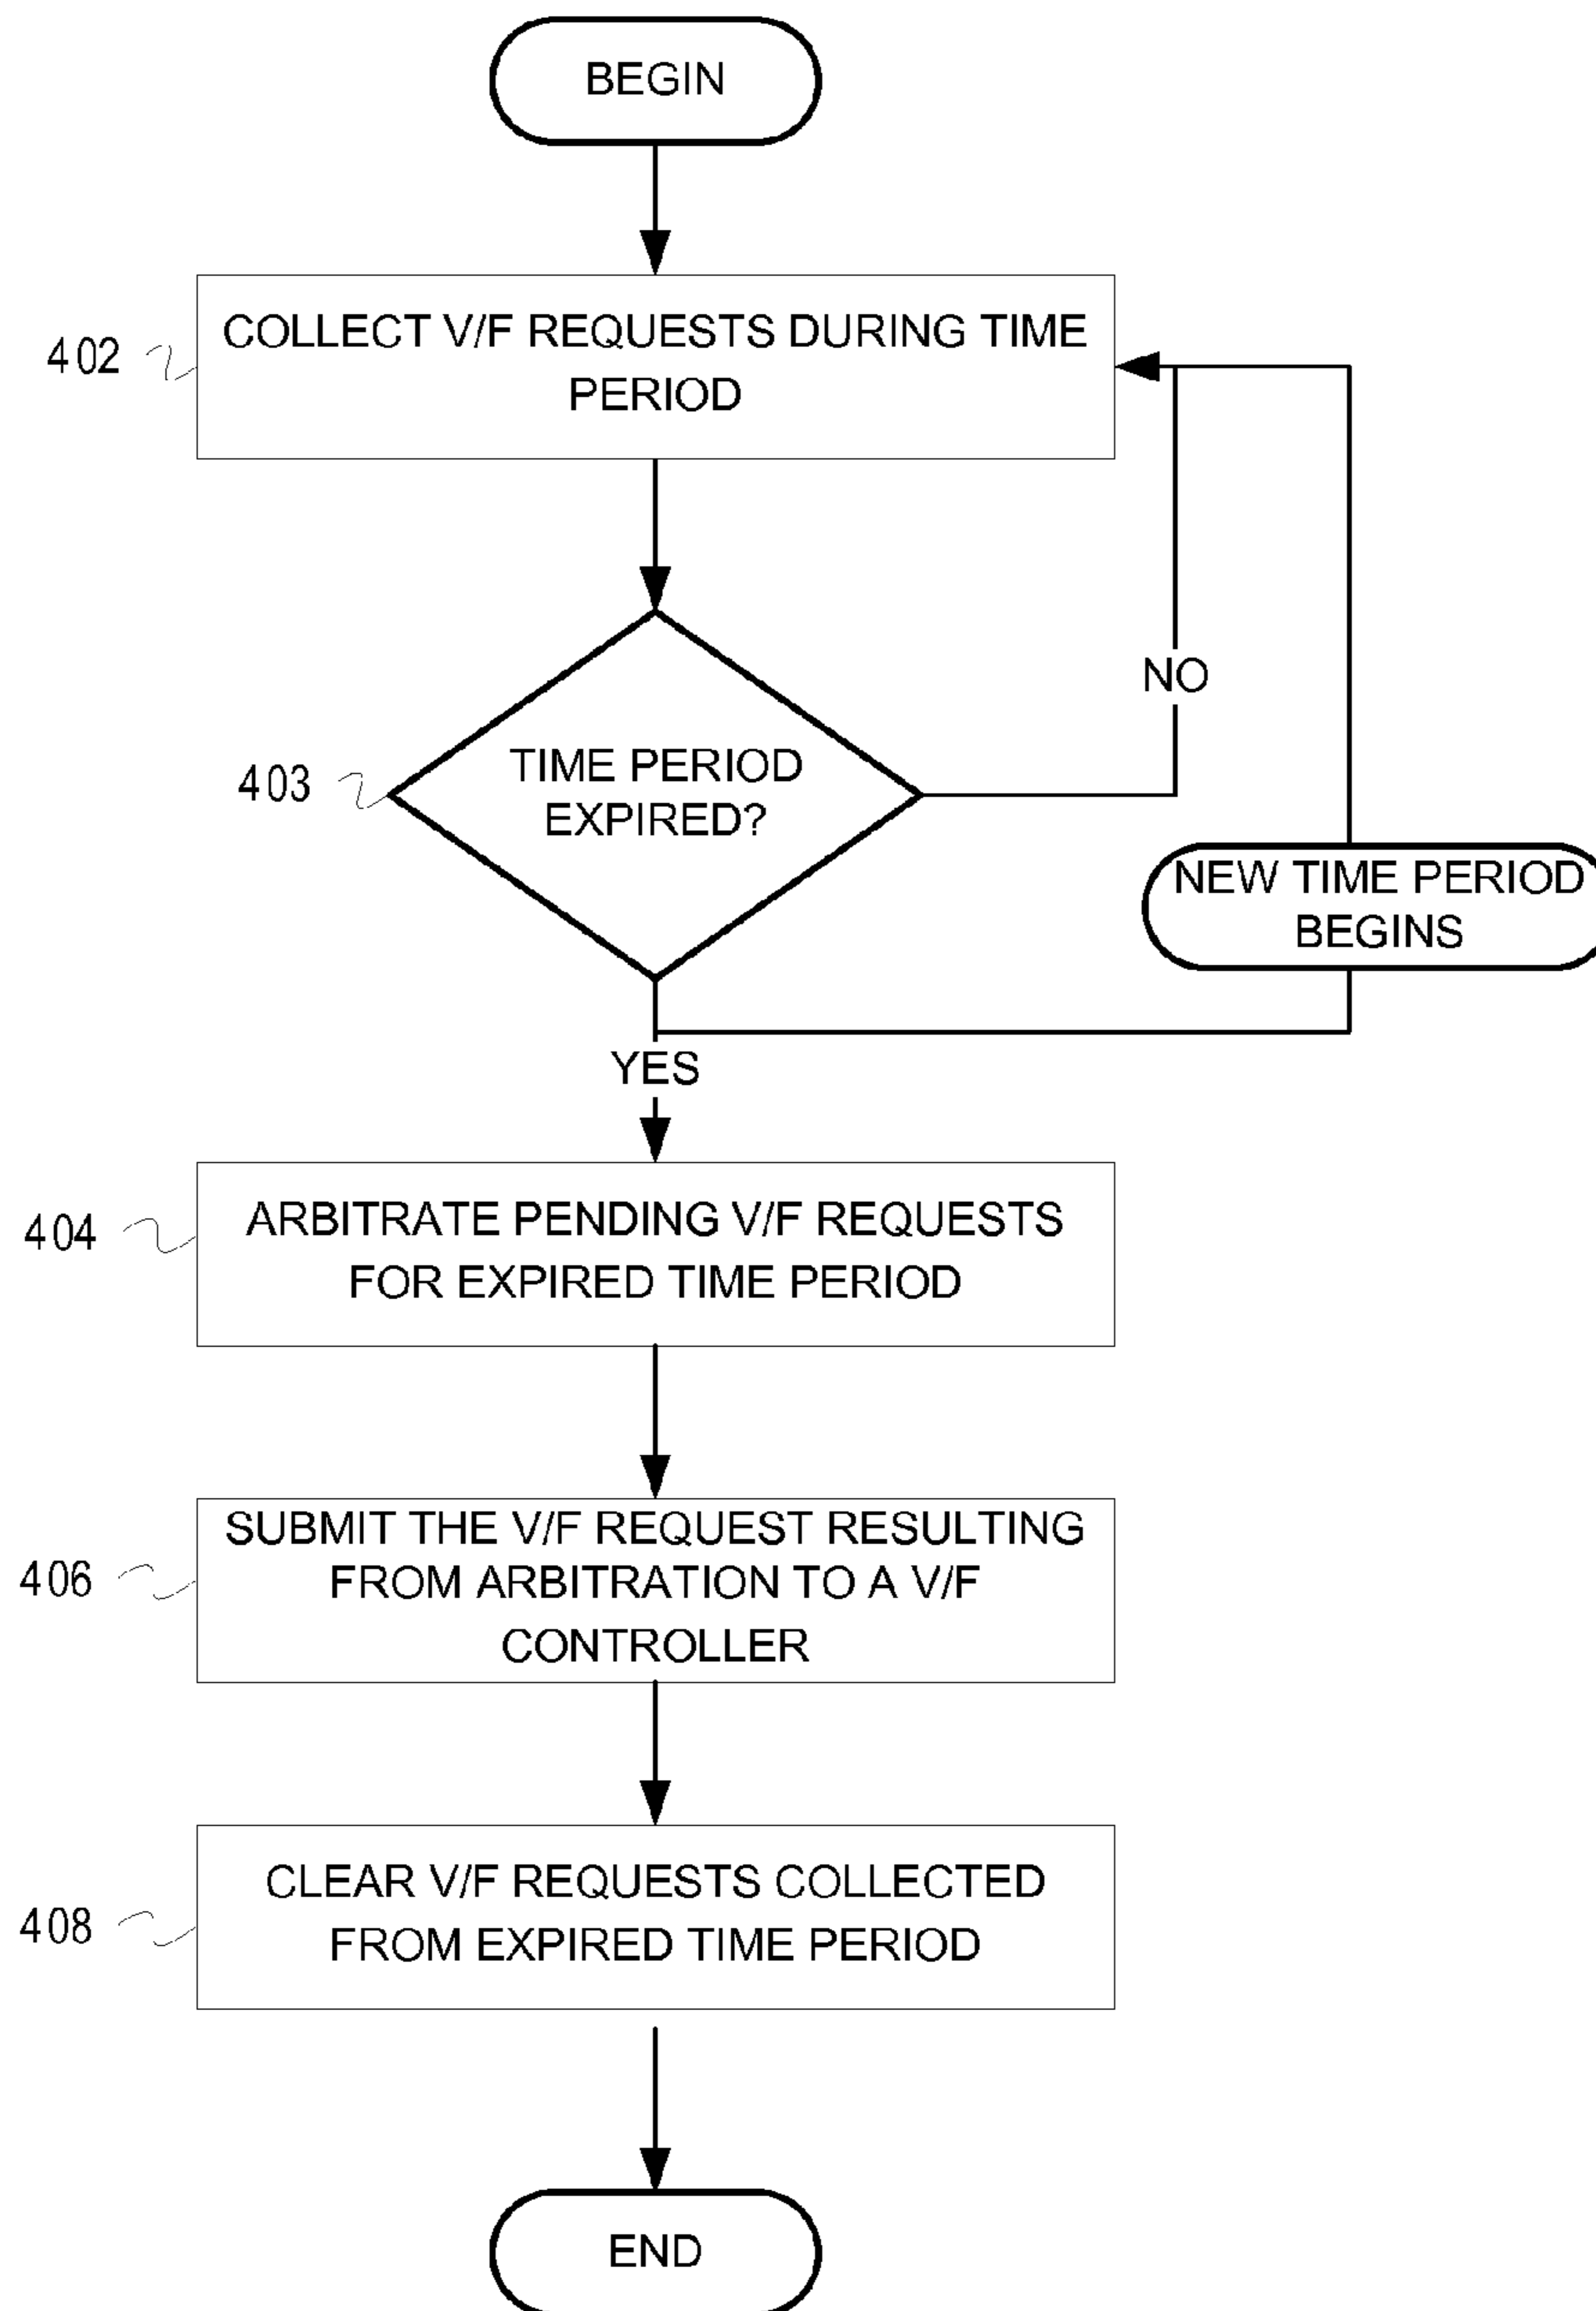 BEGIN
402
COLLECT V/F REQUESTS DURING TIME
PERIOD
NO
403
TIME PERIOD
EXPIRED?
NEW TIME PERIOD
BEGINS
YES
404
ARBITRATE PENDING V/F REQUESTS
FOR EXPIRED TIME PERIOD
406
SUBMIT THE V/F REQUEST RESULTING
FROM ARBITRATION TO A V/F
CONTROLLER
408
CLEAR V/F REQUESTS COLLECTED
FROM EXPIRED TIME PERIOD
END